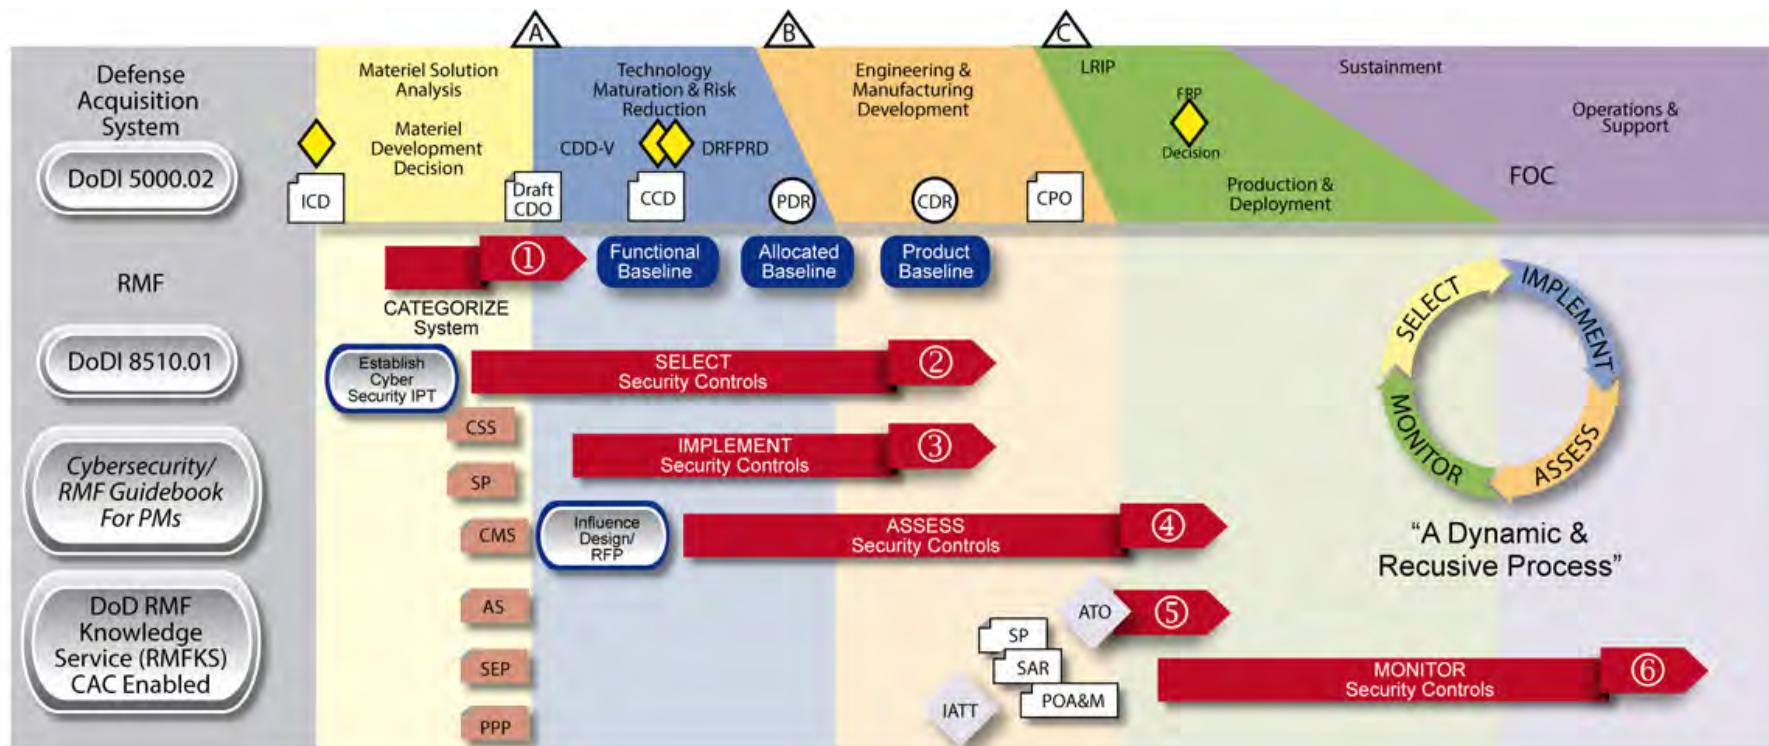 A
B
C
Defense
Acquisition
System
DoDI 5000.02
Materiel Solution
Analysis
Materiel
Development
Decision
ICD
Draft
CDO
Technology
Maturation & Risk
Reduction
CDD-V
DRFPRD
CCD
PDR
Engineering &
Manufacturing
Development
CDR
CPO
LRIP
FRP
Decision
Production &
Deployment
Sustainment
Operations &
Support
FOC
RMF
DoDI 8510.01
Cybersecurity/
RMF Guidebook
For PMs
DoD RMF
Knowledge
Service (RMFKS)
CAC Enabled
①
CATEGORIZE
System
Functional
Baseline
Allocated
Baseline
Product
Baseline
Establish
Cyber
Security IPT
SELECT
Security Controls
②
CSS
SP
CMS
AS
SEP
PPP
IMPLEMENT
Security Controls
③
Influence
Design/
RFP
ASSESS
Security Controls
④
ATO
⑤
SP
SAR
POA&M
IATT
MONITOR
Security Controls
⑥
SELECT
IMPLEMENT
ASSESS
MONITOR
“A Dynamic &
Recusive Process”